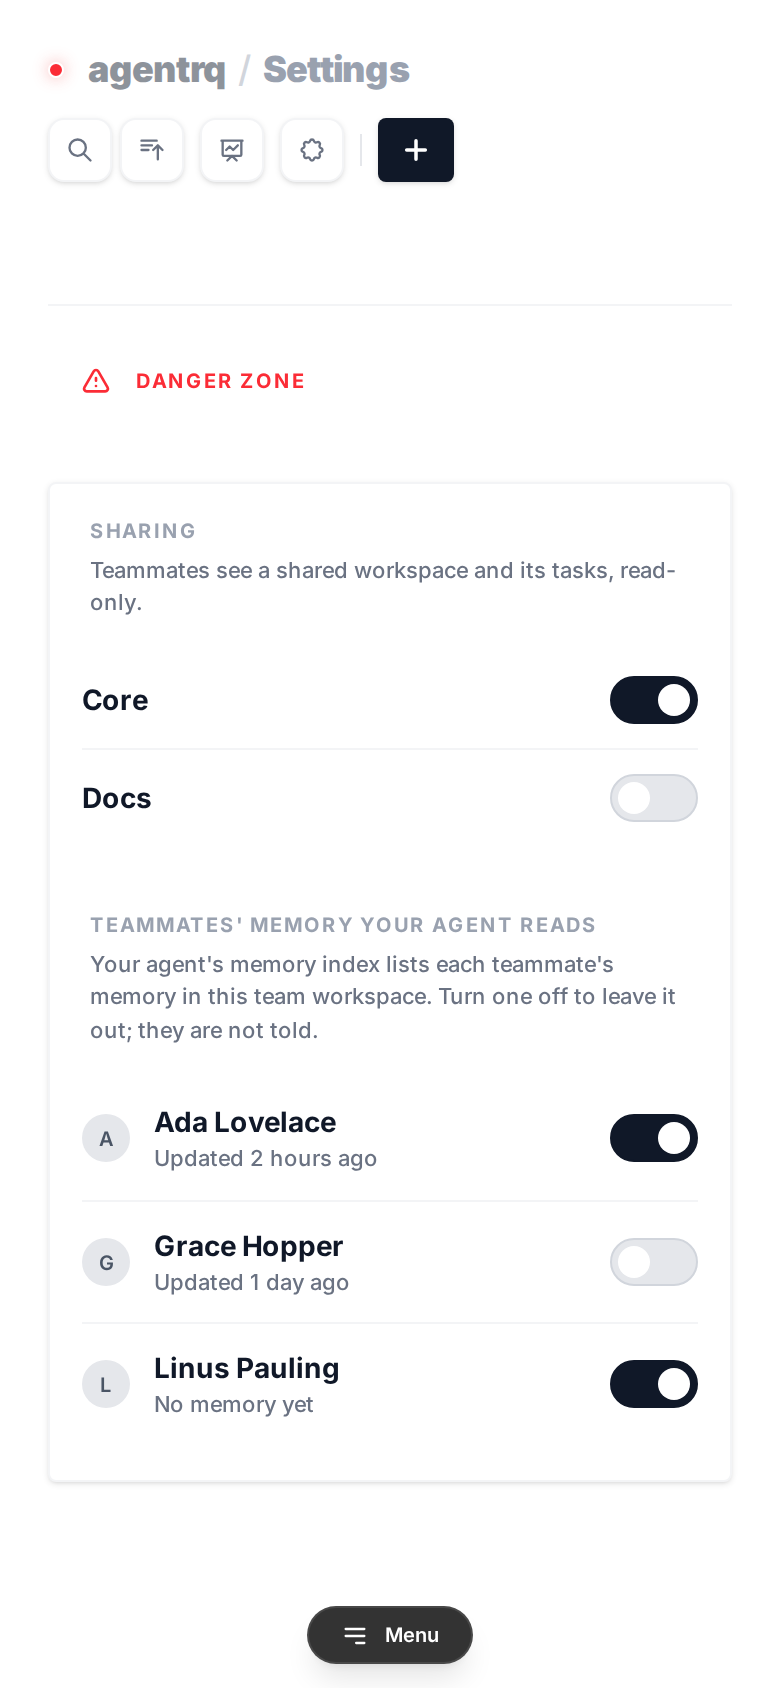 agentrq / Settings
DANGER ZONE
SHARING
Teammates see a shared workspace and its tasks, read-
only.
Core
Docs
TEAMMATES' MEMORY YOUR AGENT READS
Your agent's memory index lists each teammate's
memory in this team workspace. Turn one off to leave it
out; they are not told.
A
Ada Lovelace
Updated 2 hours ago
G
Grace Hopper
Updated 1 day ago
L
Linus Pauling
No memory yet
Menu